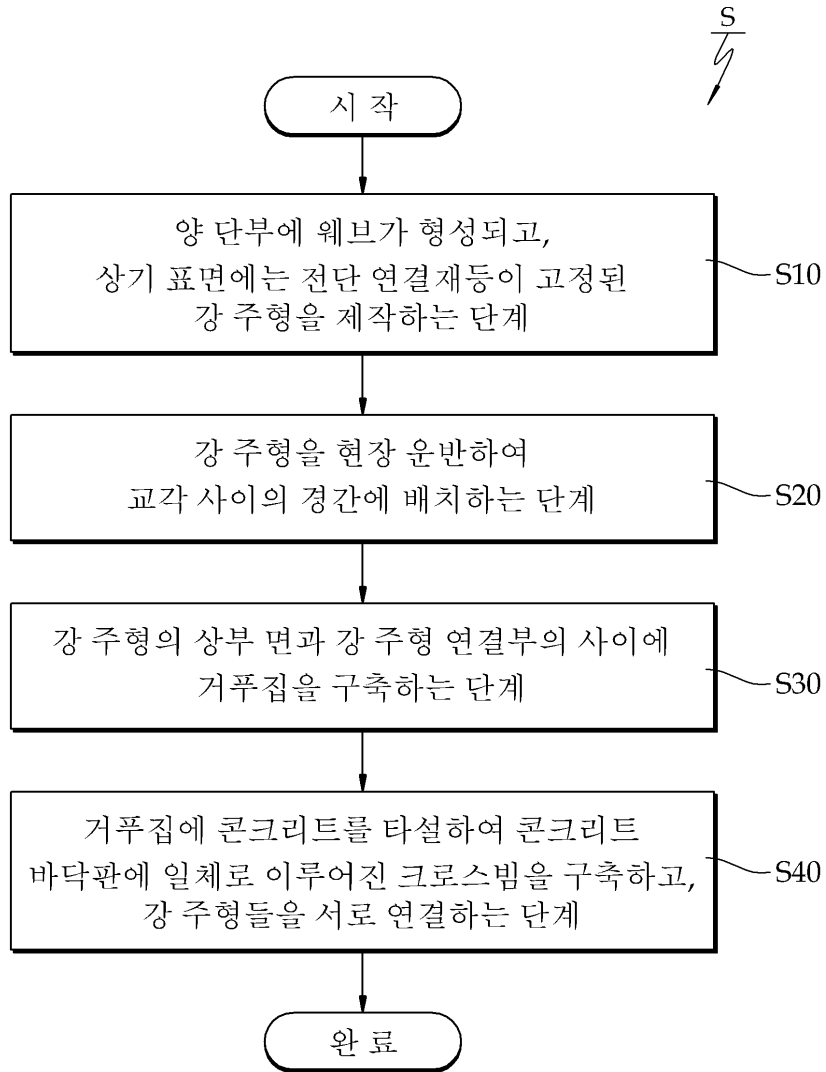 S
시 작
양 단부에 웨브가 형성되고,
상기 표면에는 전단 연결재등이 고정된
강 주형을 제작하는 단계
S10
강 주형을 현장 운반하여
교각 사이의 경간에 배치하는 단계
S20
강 주형의 상부 면과 강 주형 연결부의 사이에
거푸집을 구축하는 단계
S30
거푸집에 콘크리트를 타설하여 콘크리트
바닥판에 일체로 이루어진 크로스빔을 구축하고,
강 주형들을 서로 연결하는 단계
S40
완 료